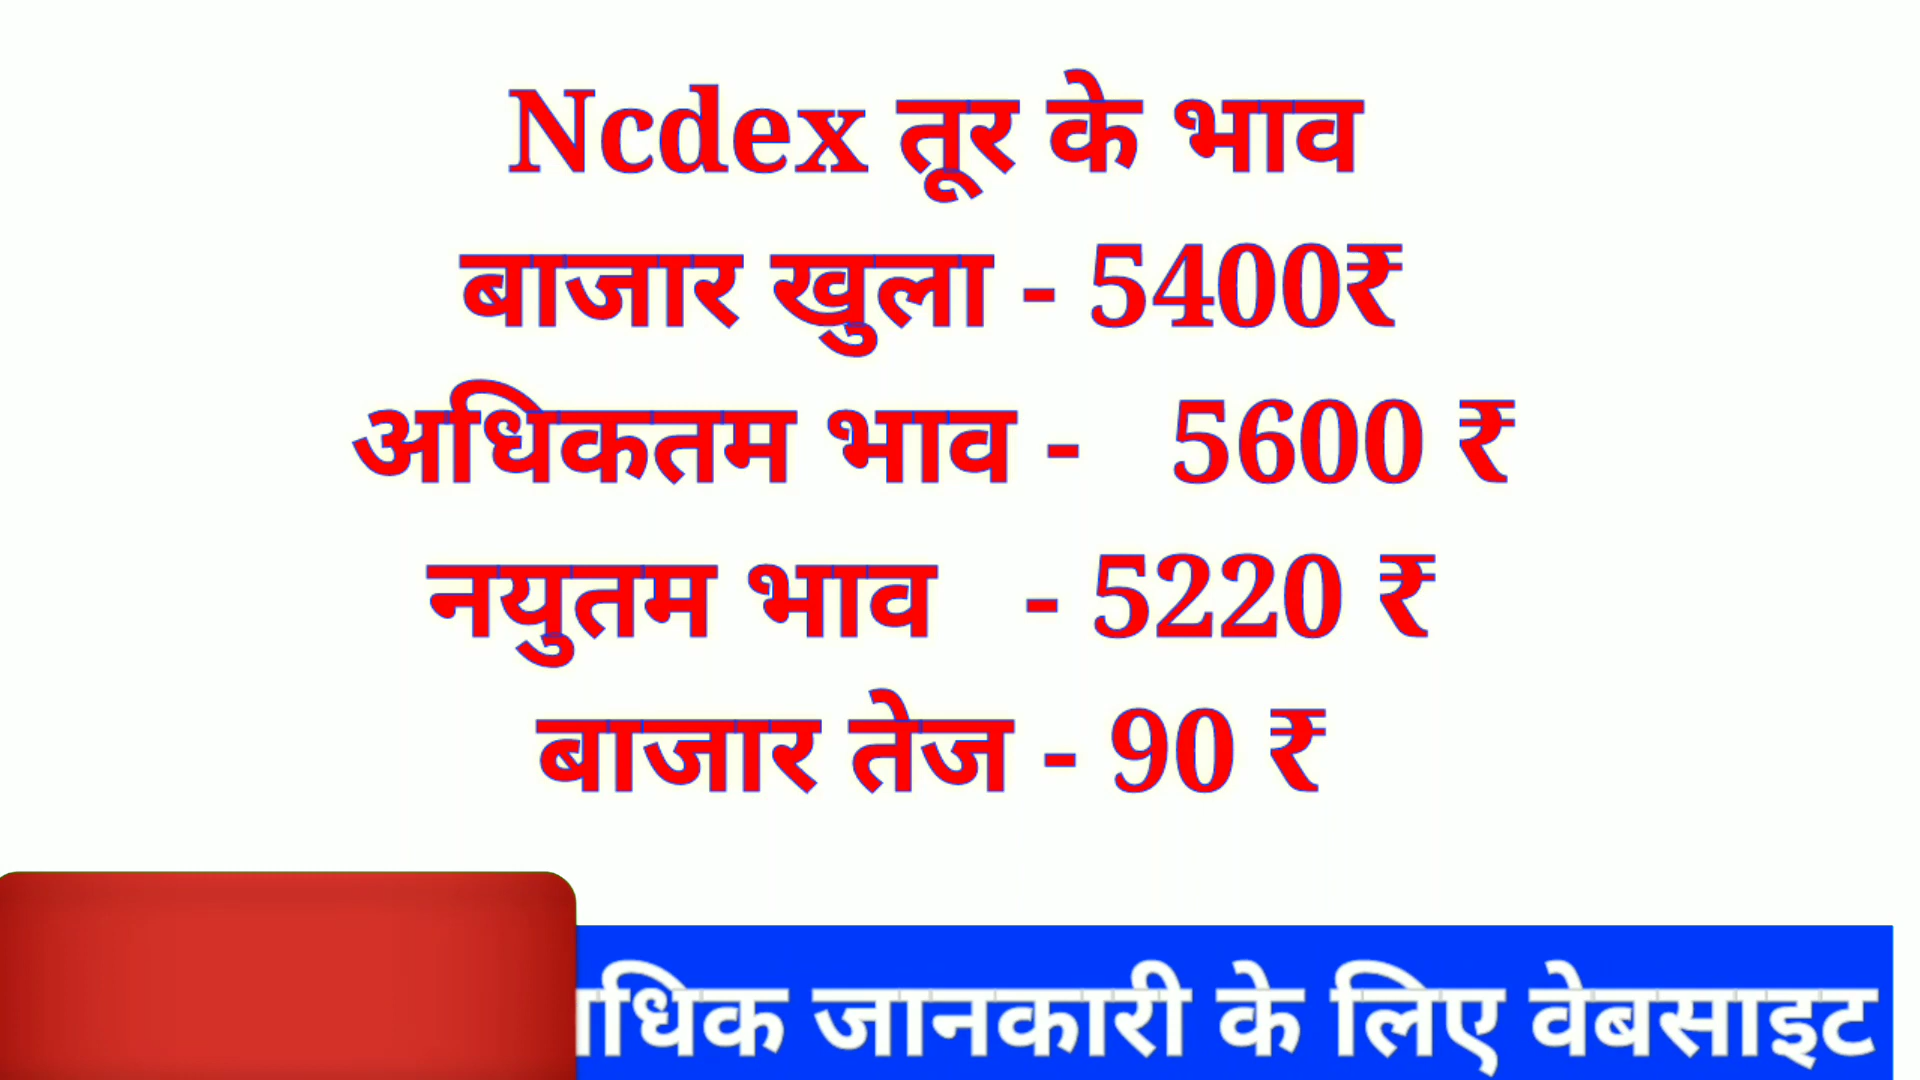 Ncdex तूर के भाव
बाजार खुला - 5400₹
अधिकतम भाव - 5600 ₹
नयुतम भाव - 5220 ₹
बाजार तेज - 90 ₹
जानकारी के लिए वेबसाइट